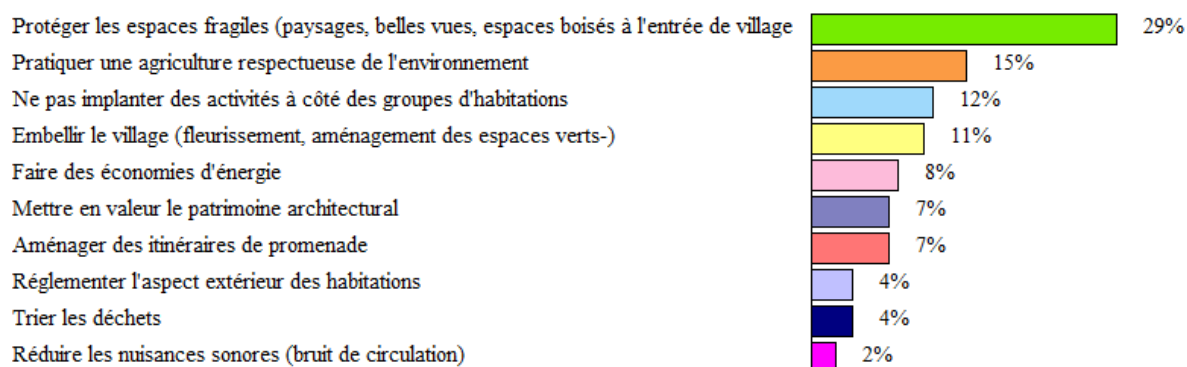 Protéger les espaces fragiles (paysages, belles vues, espaces boisés à l'entrée de village 29%
Pratiquer une agriculture respectueuse de l'environnement 15%
Ne pas implanter des activités à côté des groupes d'habitations 12%
Embellir le village (fleurissement, aménagement des espaces verts-) 11%
Faire des économies d'énergie 8%
Mettre en valeur le patrimoine architectural 7%
Aménager des itinéraires de promenade 7%
Réglementer l'aspect extérieur des habitations 4%
Trier les déchets 4%
Réduire les nuisances sonores (bruit de circulation) 2%